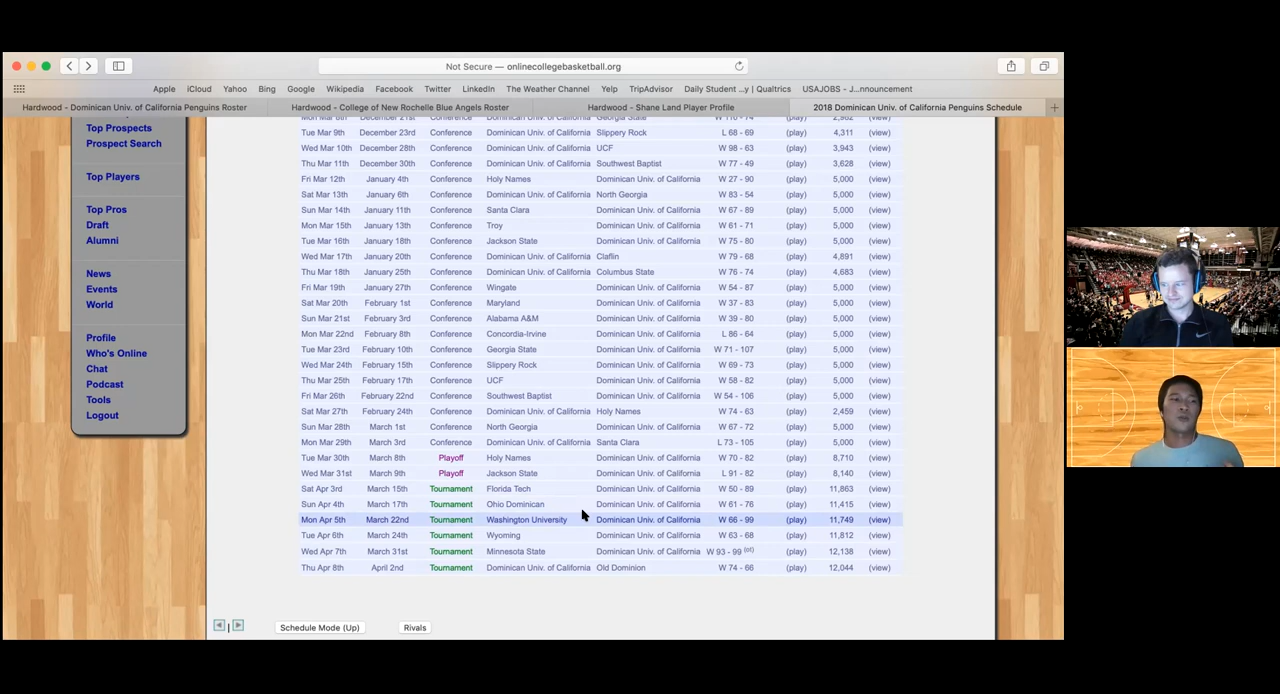 Not Secure — onlinecollegebasketball.org
Apple iCloud Yahoo Bing Google Wikipedia Facebook Twitter LinkedIn The Weather Channel Yelp TripAdvisor Daily Student ...y | Qualtrics USAJOBS - J...nnouncement
Hardwood - Dominican Univ. of California Penguins Roster Hardwood - College of New Rochelle Blue Angels Roster Hardwood - Shane Land Player Profile 2018 Dominican Univ. of California Penguins Schedule
Top Prospects
Prospect Search
Top Players
Top Pros
Draft
Alumni
News
Events
World
Profile
Who's Online
Chat
Podcast
Tools
Logout
December 21st Conference Dominican Univ. of California Georgia State (play) (view)
Tue Mar 9th December 23rd Conference Dominican Univ. of California Slippery Rock L 68 - 69 (play) 4,311 (view)
Wed Mar 10th December 28th Conference Dominican Univ. of California UCF W 98 - 63 (play) 3,943 (view)
Thu Mar 11th December 30th Conference Dominican Univ. of California Southwest Baptist W 77 - 49 (play) 3,628 (view)
Fri Mar 12th January 4th Conference Holy Names Dominican Univ. of California W 27 - 90 (play) 5,000 (view)
Sat Mar 13th January 6th Conference Dominican Univ. of California North Georgia W 83 - 54 (play) 5,000 (view)
Sun Mar 14th January 11th Conference Santa Clara Dominican Univ. of California W 67 - 89 (play) 5,000 (view)
Mon Mar 15th January 13th Conference Troy Dominican Univ. of California W 61 - 71 (play) 5,000 (view)
Tue Mar 16th January 18th Conference Jackson State Dominican Univ. of California W 75 - 80 (play) 5,000 (view)
Wed Mar 17th January 20th Conference Dominican Univ. of California Claflin W 79 - 68 (play) 4,891 (view)
Thu Mar 18th January 25th Conference Dominican Univ. of California Columbus State W 76 - 74 (play) 4,683 (view)
Fri Mar 19th January 27th Conference Wingate Dominican Univ. of California W 54 - 87 (play) 5,000 (view)
Sat Mar 20th February 1st Conference Maryland Dominican Univ. of California W 37 - 83 (play) 5,000 (view)
Sun Mar 21st February 3rd Conference Alabama A&M Dominican Univ. of California W 39 - 80 (play) 5,000 (view)
Mon Mar 22nd February 8th Conference Concordia-Irvine Dominican Univ. of California L 86 - 64 (play) 5,000 (view)
Tue Mar 23rd February 10th Conference Georgia State Dominican Univ. of California W 71 - 107 (play) 5,000 (view)
Wed Mar 24th February 15th Conference Slippery Rock Dominican Univ. of California W 69 - 73 (play) 5,000 (view)
Thu Mar 25th February 17th Conference UCF Dominican Univ. of California W 58 - 82 (play) 5,000 (view)
Fri Mar 26th February 22nd Conference Southwest Baptist Dominican Univ. of California W 54 - 106 (play) 5,000 (view)
Sat Mar 27th February 24th Conference Dominican Univ. of California Holy Names W 74 - 63 (play) 2,459 (view)
Sun Mar 28th March 1st Conference North Georgia Dominican Univ. of California W 67 - 72 (play) 5,000 (view)
Mon Mar 29th March 3rd Conference Dominican Univ. of California Santa Clara L 73 - 105 (play) 5,000 (view)
Tue Mar 30th March 8th Playoff Holy Names Dominican Univ. of California W 70 - 82 (play) 8,710 (view)
Wed Mar 31st March 9th Playoff Jackson State Dominican Univ. of California L 91 - 82 (play) 8,140 (view)
Sat Apr 3rd March 15th Tournament Florida Tech Dominican Univ. of California W 50 - 89 (play) 11,863 (view)
Sun Apr 4th March 17th Tournament Ohio Dominican Dominican Univ. of California W 61 - 76 (play) 11,415 (view)
Mon Apr 5th March 22nd Tournament Washington University Dominican Univ. of California W 66 - 99 (play) 11,749 (view)
Tue Apr 6th March 24th Tournament Wyoming Dominican Univ. of California W 63 - 68 (play) 11,812 (view)
Wed Apr 7th March 31st Tournament Minnesota State Dominican Univ. of California W 93 - 99 (ot) (play) 12,138 (view)
Thu Apr 8th April 2nd Tournament Dominican Univ. of California Old Dominion W 74 - 66 (play) 12,044 (view)
Schedule Mode (Up) Rivals